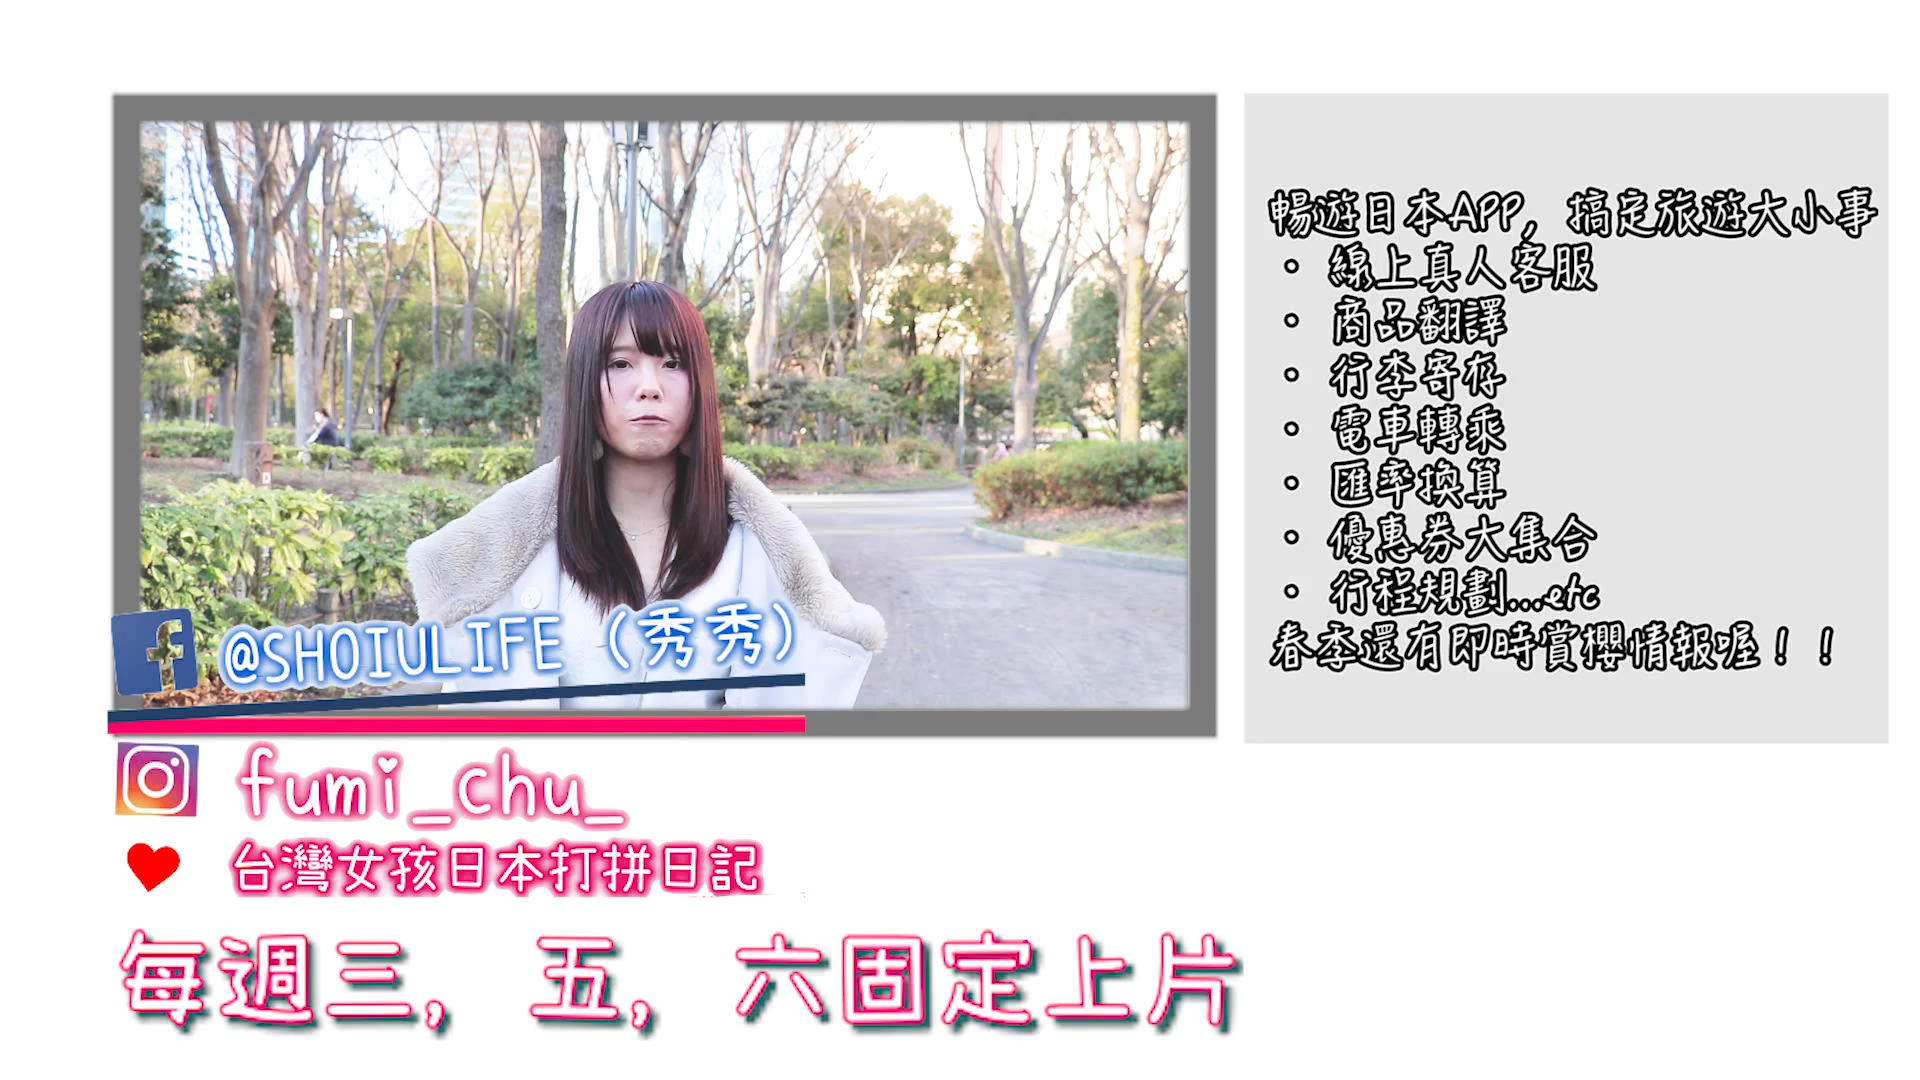 暢遊日本APP，搞定旅遊大小事
• 線上真人客服
• 商品翻譯
• 行李寄存
• 電車轉乘
• 匯率換算
• 優惠券大集合
• 行程規劃...etc
春季還有即時賞櫻情報喔！！
@SHOIULIFE（秀秀）
fumi_chu_
台灣女孩日本打拼日記
每週三，五，六固定上片